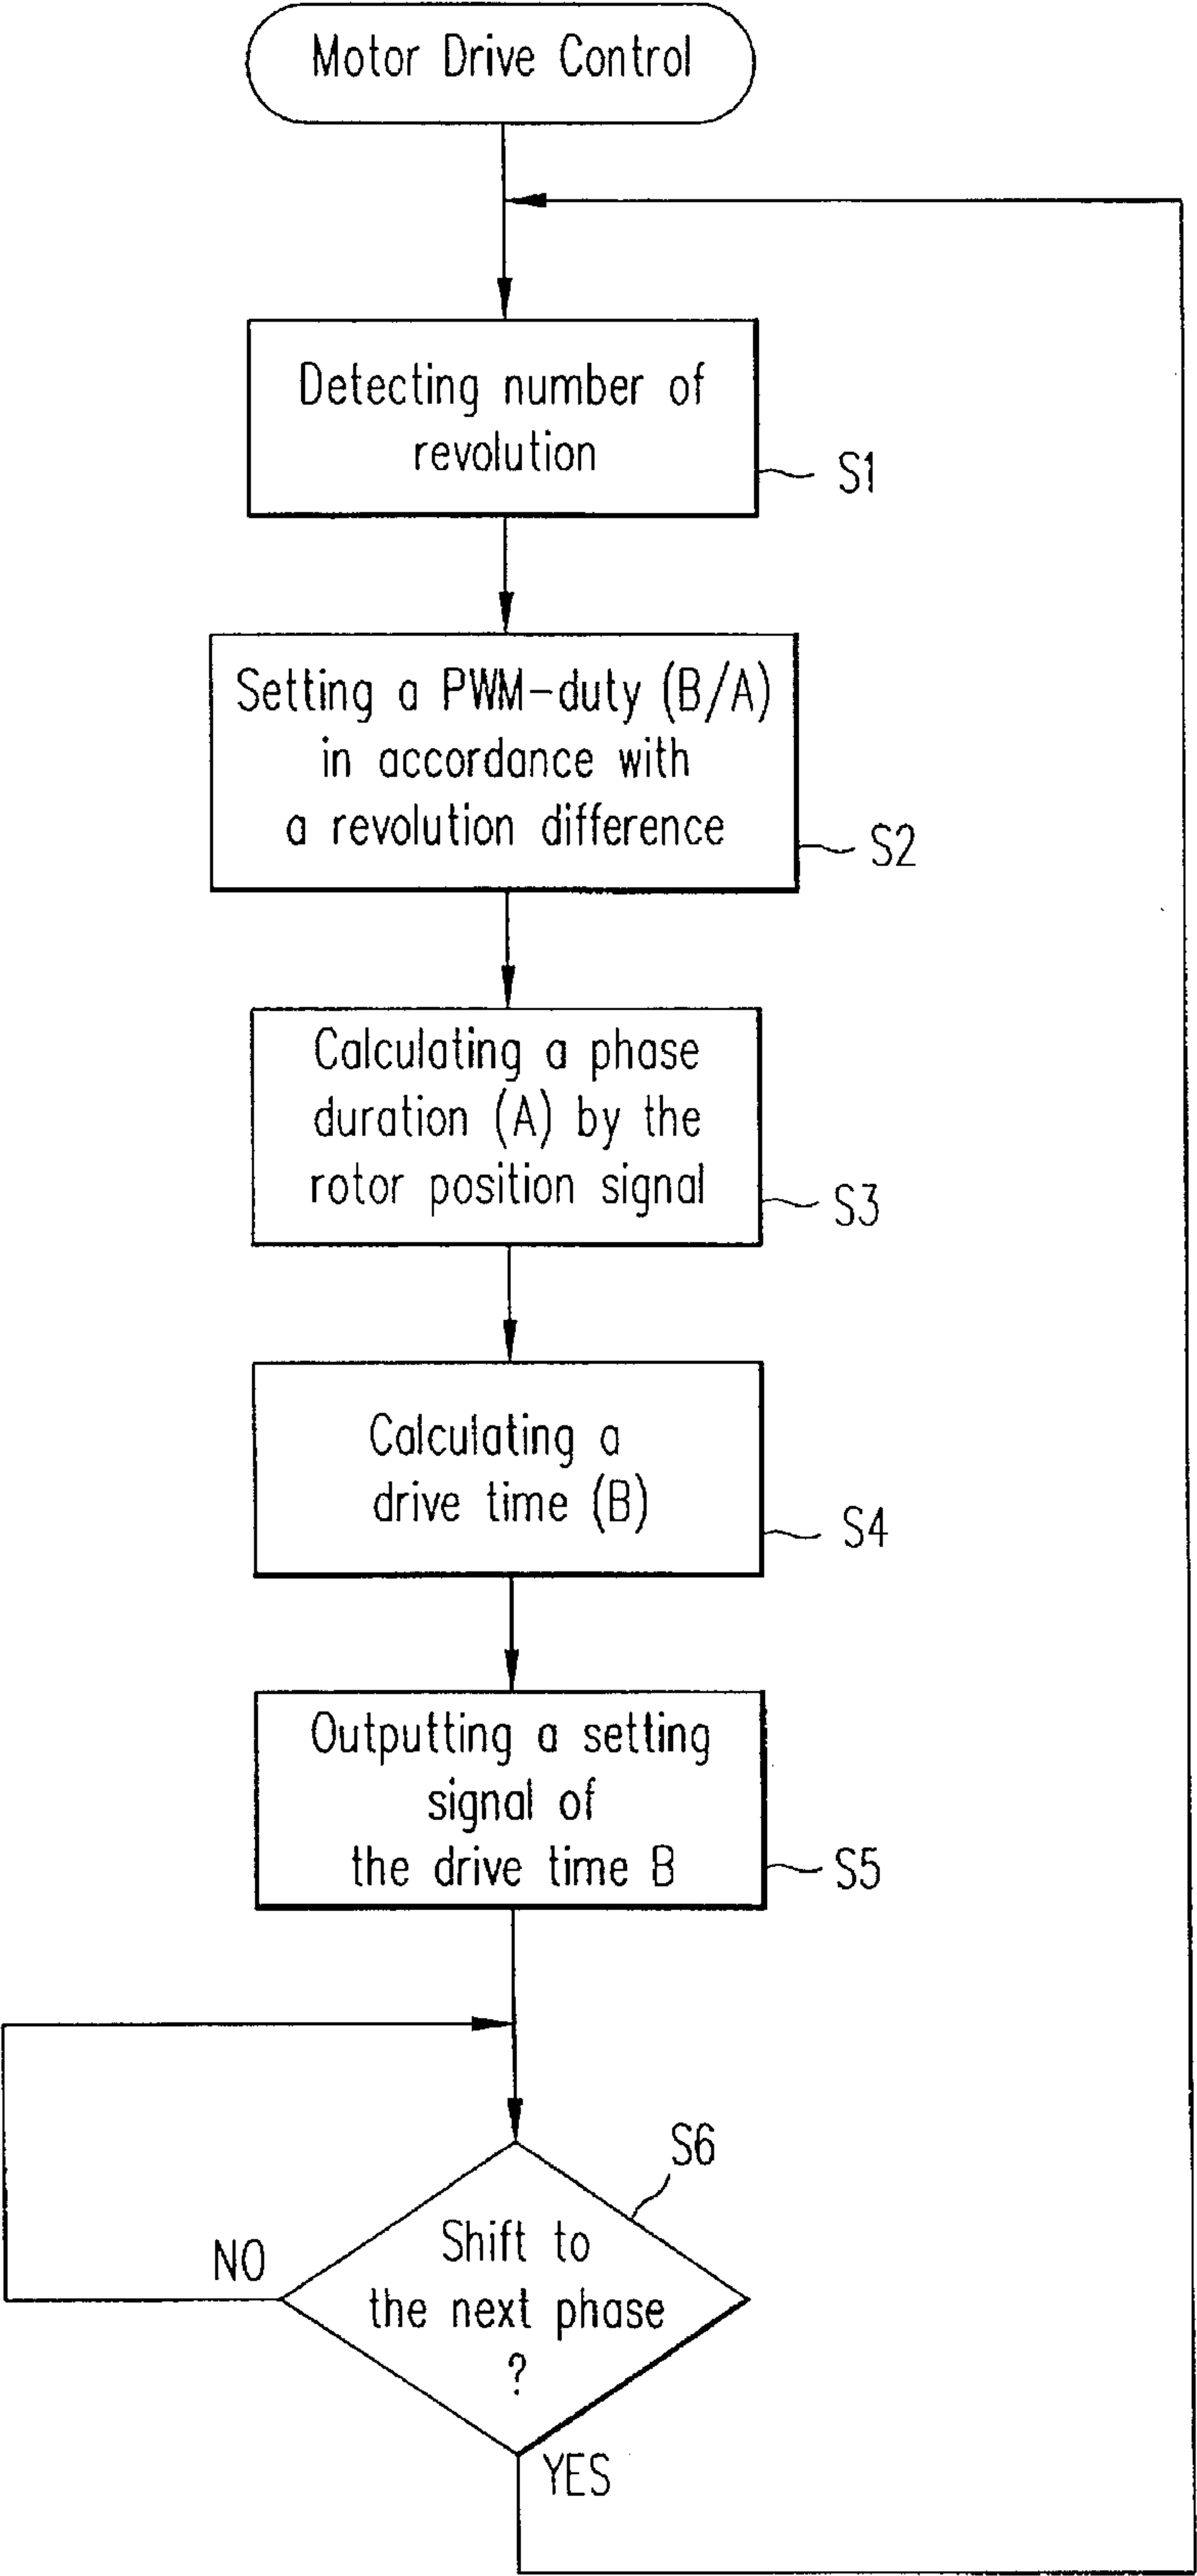 Motor Drive Control
Detecting number of
revolution
S1
Setting a PWM-duty (B/A)
in accordance with
a revolution difference
S2
Calculating a phase
duration (A) by the
rotor position signal
S3
Calculating a
drive time (B)
S4
Outputting a setting
signal of
the drive time B
S5
S6
Shift to
the next phase
?
NO
YES